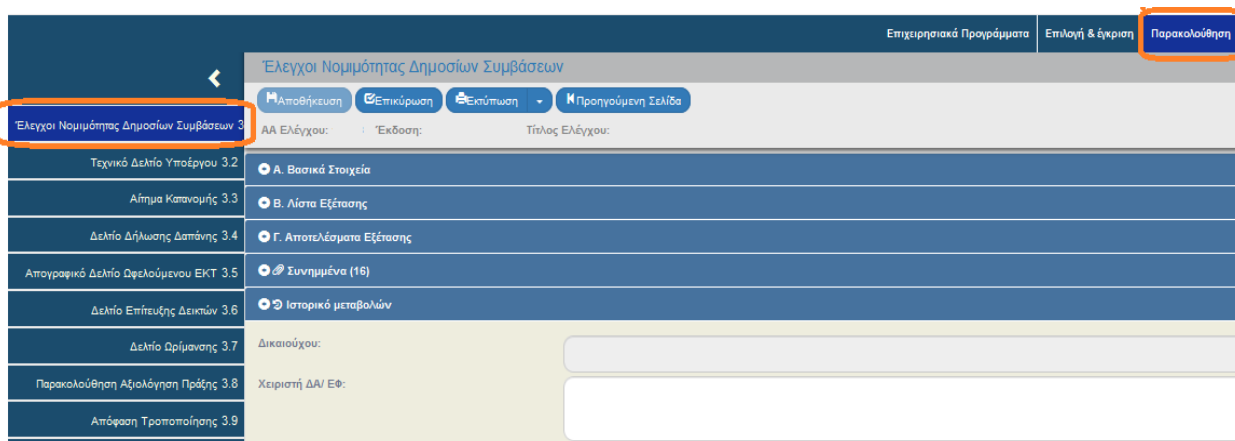 Επιχειρησιακά Προγράμματα Επιλογή & έγκριση Παρακολούθηση
Έλεγχοι Νομιμότητας Δημοσίων Συμβάσεων
Αποθήκευση Επικύρωση Εκτύπωση Προηγούμενη Σελίδα
ΑΑ Ελέγχου: Έκδοση: Τίτλος Ελέγχου:
Έλεγχοι Νομιμότητας Δημοσίων Συμβάσεων 3
Τεχνικό Δελτίο Υποέργου 3.2
Αίτημα Κατανομής 3.3
Δελτίο Δήλωσης Δαπάνης 3.4
Απογραφικό Δελτίο Ωφελούμενου ΕΚΤ 3.5
Δελτίο Επίτευξης Δεικτών 3.6
Δελτίο Ωρίμανσης 3.7
Παρακολούθηση Αξιολόγηση Πράξης 3.8
Απόφαση Τροποποίησης 3.9
Α. Βασικά Στοιχεία
Β. Λίστα Εξέτασης
Γ. Αποτελέσματα Εξέτασης
Συνημμένα (16)
Ιστορικό μεταβολών
Δικαιούχου:
Χειριστή ΔΑ/ ΕΦ: